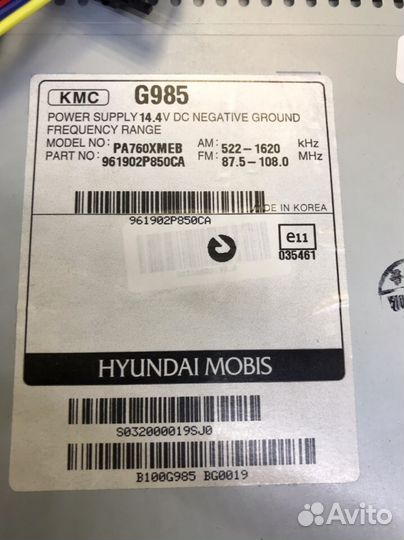 KMC G985
POWER SUPPLY 14.4V DC NEGATIVE GROUND
FREQUENCY RANGE
MODEL NO: PA760XMEB AM: 522-1620 kHz
PART NO: 961902P850CA FM: 87.5-108.0 MHz
MADE IN KOREA
961902P850CA
e11
035461
HYUNDAI MOBIS
S032000019SJ0
B100G985 BG0019
Avito